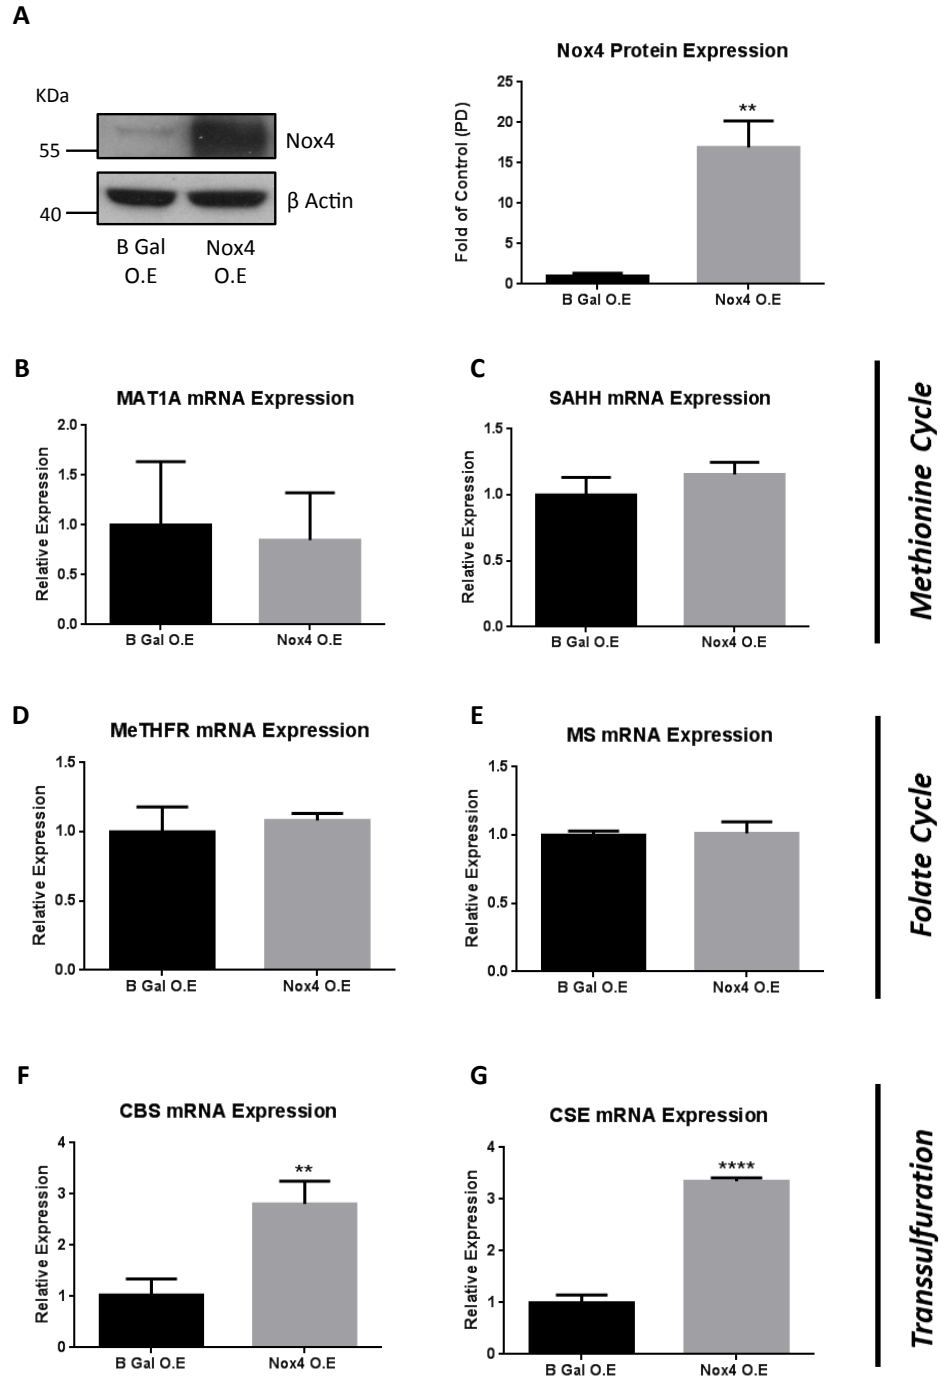 A
KDa
55
40
Nox4
β Actin
B Gal O.E
Nox4 O.E
Nox4 Protein Expression
Fold of Control (PD)
25
20
15
10
5
0
**
B Gal O.E
Nox4 O.E
B
MAT1A mRNA Expression
Relative Expression
2.0
1.5
1.0
0.5
0.0
B Gal O.E
Nox4 O.E
C
SAHH mRNA Expression
Relative Expression
1.5
1.0
0.5
0.0
B Gal O.E
Nox4 O.E
Methionine Cycle
D
MeTHFR mRNA Expression
Relative Expression
1.5
1.0
0.5
0.0
B Gal O.E
Nox4 O.E
E
MS mRNA Expression
Relative Expression
1.5
1.0
0.5
0.0
B Gal O.E
Nox4 O.E
Folate Cycle
F
CBS mRNA Expression
Relative Expression
4
3
2
1
0
**
B Gal O.E
Nox4 O.E
G
CSE mRNA Expression
Relative Expression
4
3
2
1
0
****
B Gal O.E
Nox4 O.E
Transsulfuration